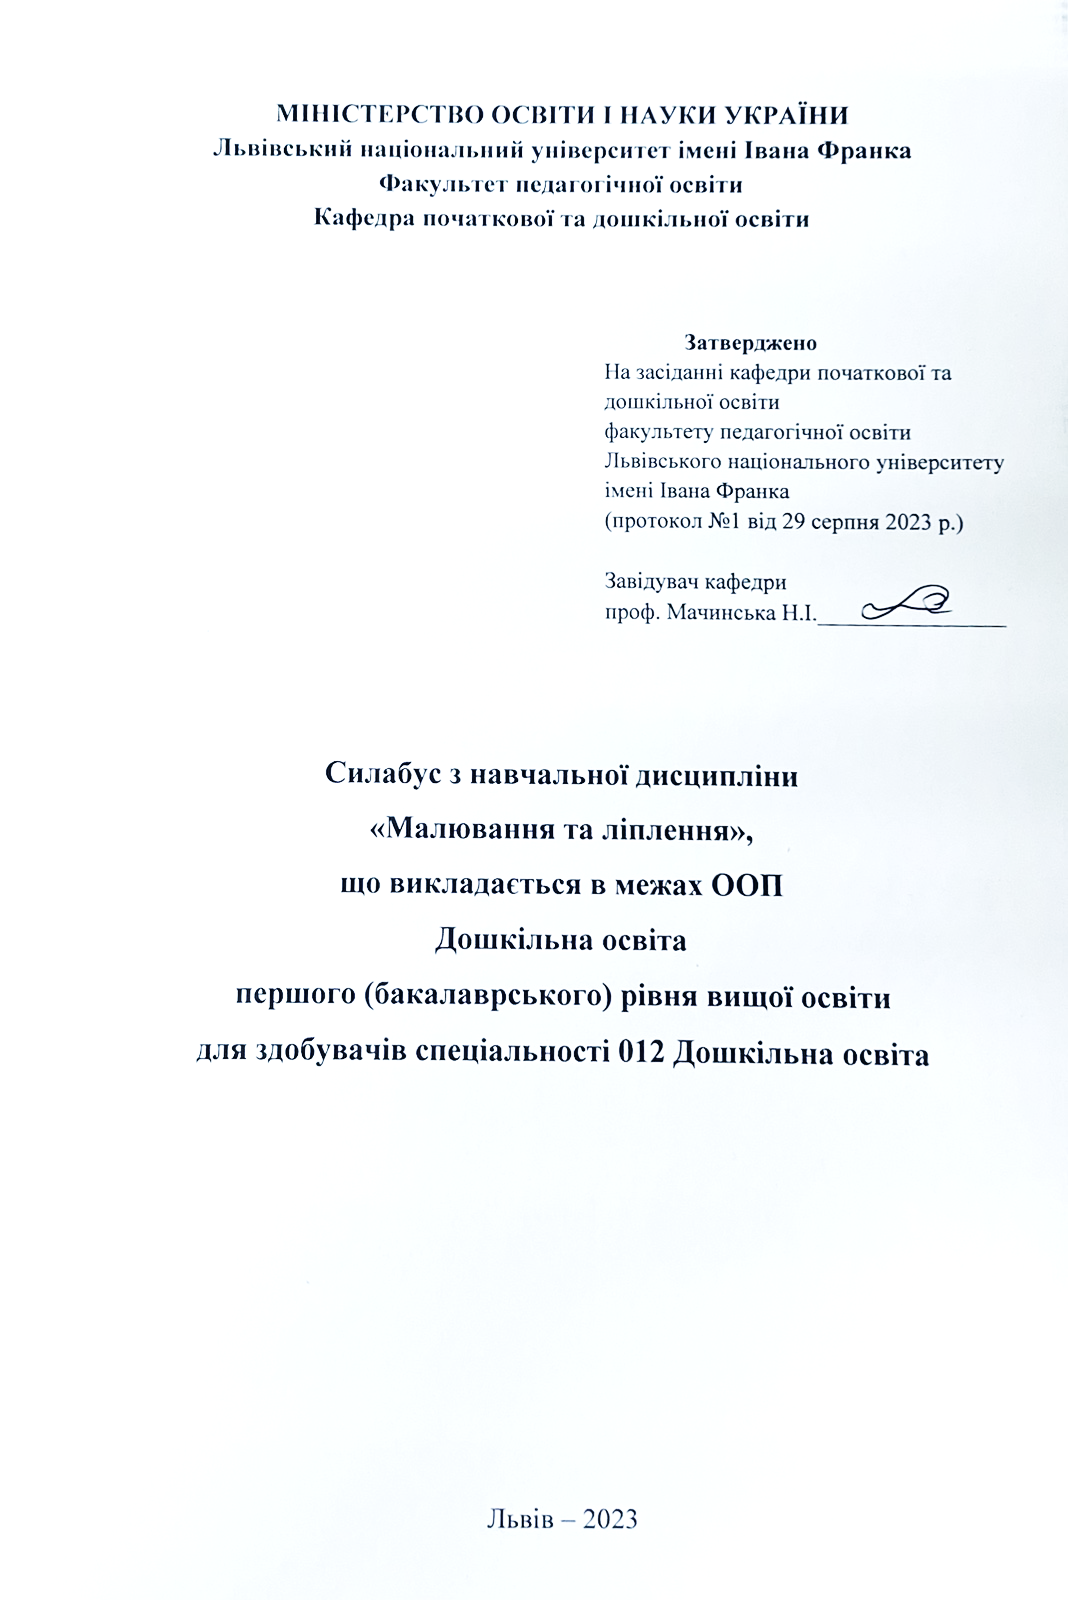 МІНІСТЕРСТВО ОСВІТИ І НАУКИ УКРАЇНИ
Львівський національний університет імені Івана Франка
Факультет педагогічної освіти
Кафедра початкової та дошкільної освіти
Затверджено
На засіданні кафедри початкової та
дошкільної освіти
факультету педагогічної освіти
Львівського національного університету
імені Івана Франка
(протокол №1 від 29 серпня 2023 р.)
Завідувач кафедри
проф. Мачинська Н.І.
Силабус з навчальної дисципліни
«Малювання та ліплення»,
що викладається в межах ООП
Дошкільна освіта
першого (бакалаврського) рівня вищої освіти
для здобувачів спеціальності 012 Дошкільна освіта
Львів – 2023